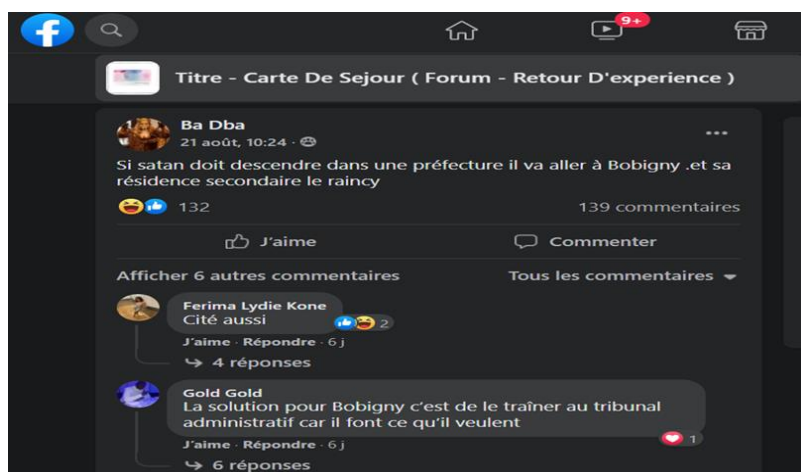 f
9+
Titre - Carte De Sejour ( Forum - Retour D'experience )
Ba Dba
21 août, 10:24 ·
Si satan doit descendre dans une préfecture il va aller à Bobigny .et sa
résidence secondaire le raincy
132
139 commentaires
J'aime
Commenter
Afficher 6 autres commentaires
Tous les commentaires
Ferima Lydie Kone
Cité aussi
2
J'aime · Répondre · 6 j
4 réponses
Gold Gold
La solution pour Bobigny c'est de le traîner au tribunal
administratif car il font ce qu'il veulent
1
J'aime · Répondre · 6 j
6 réponses